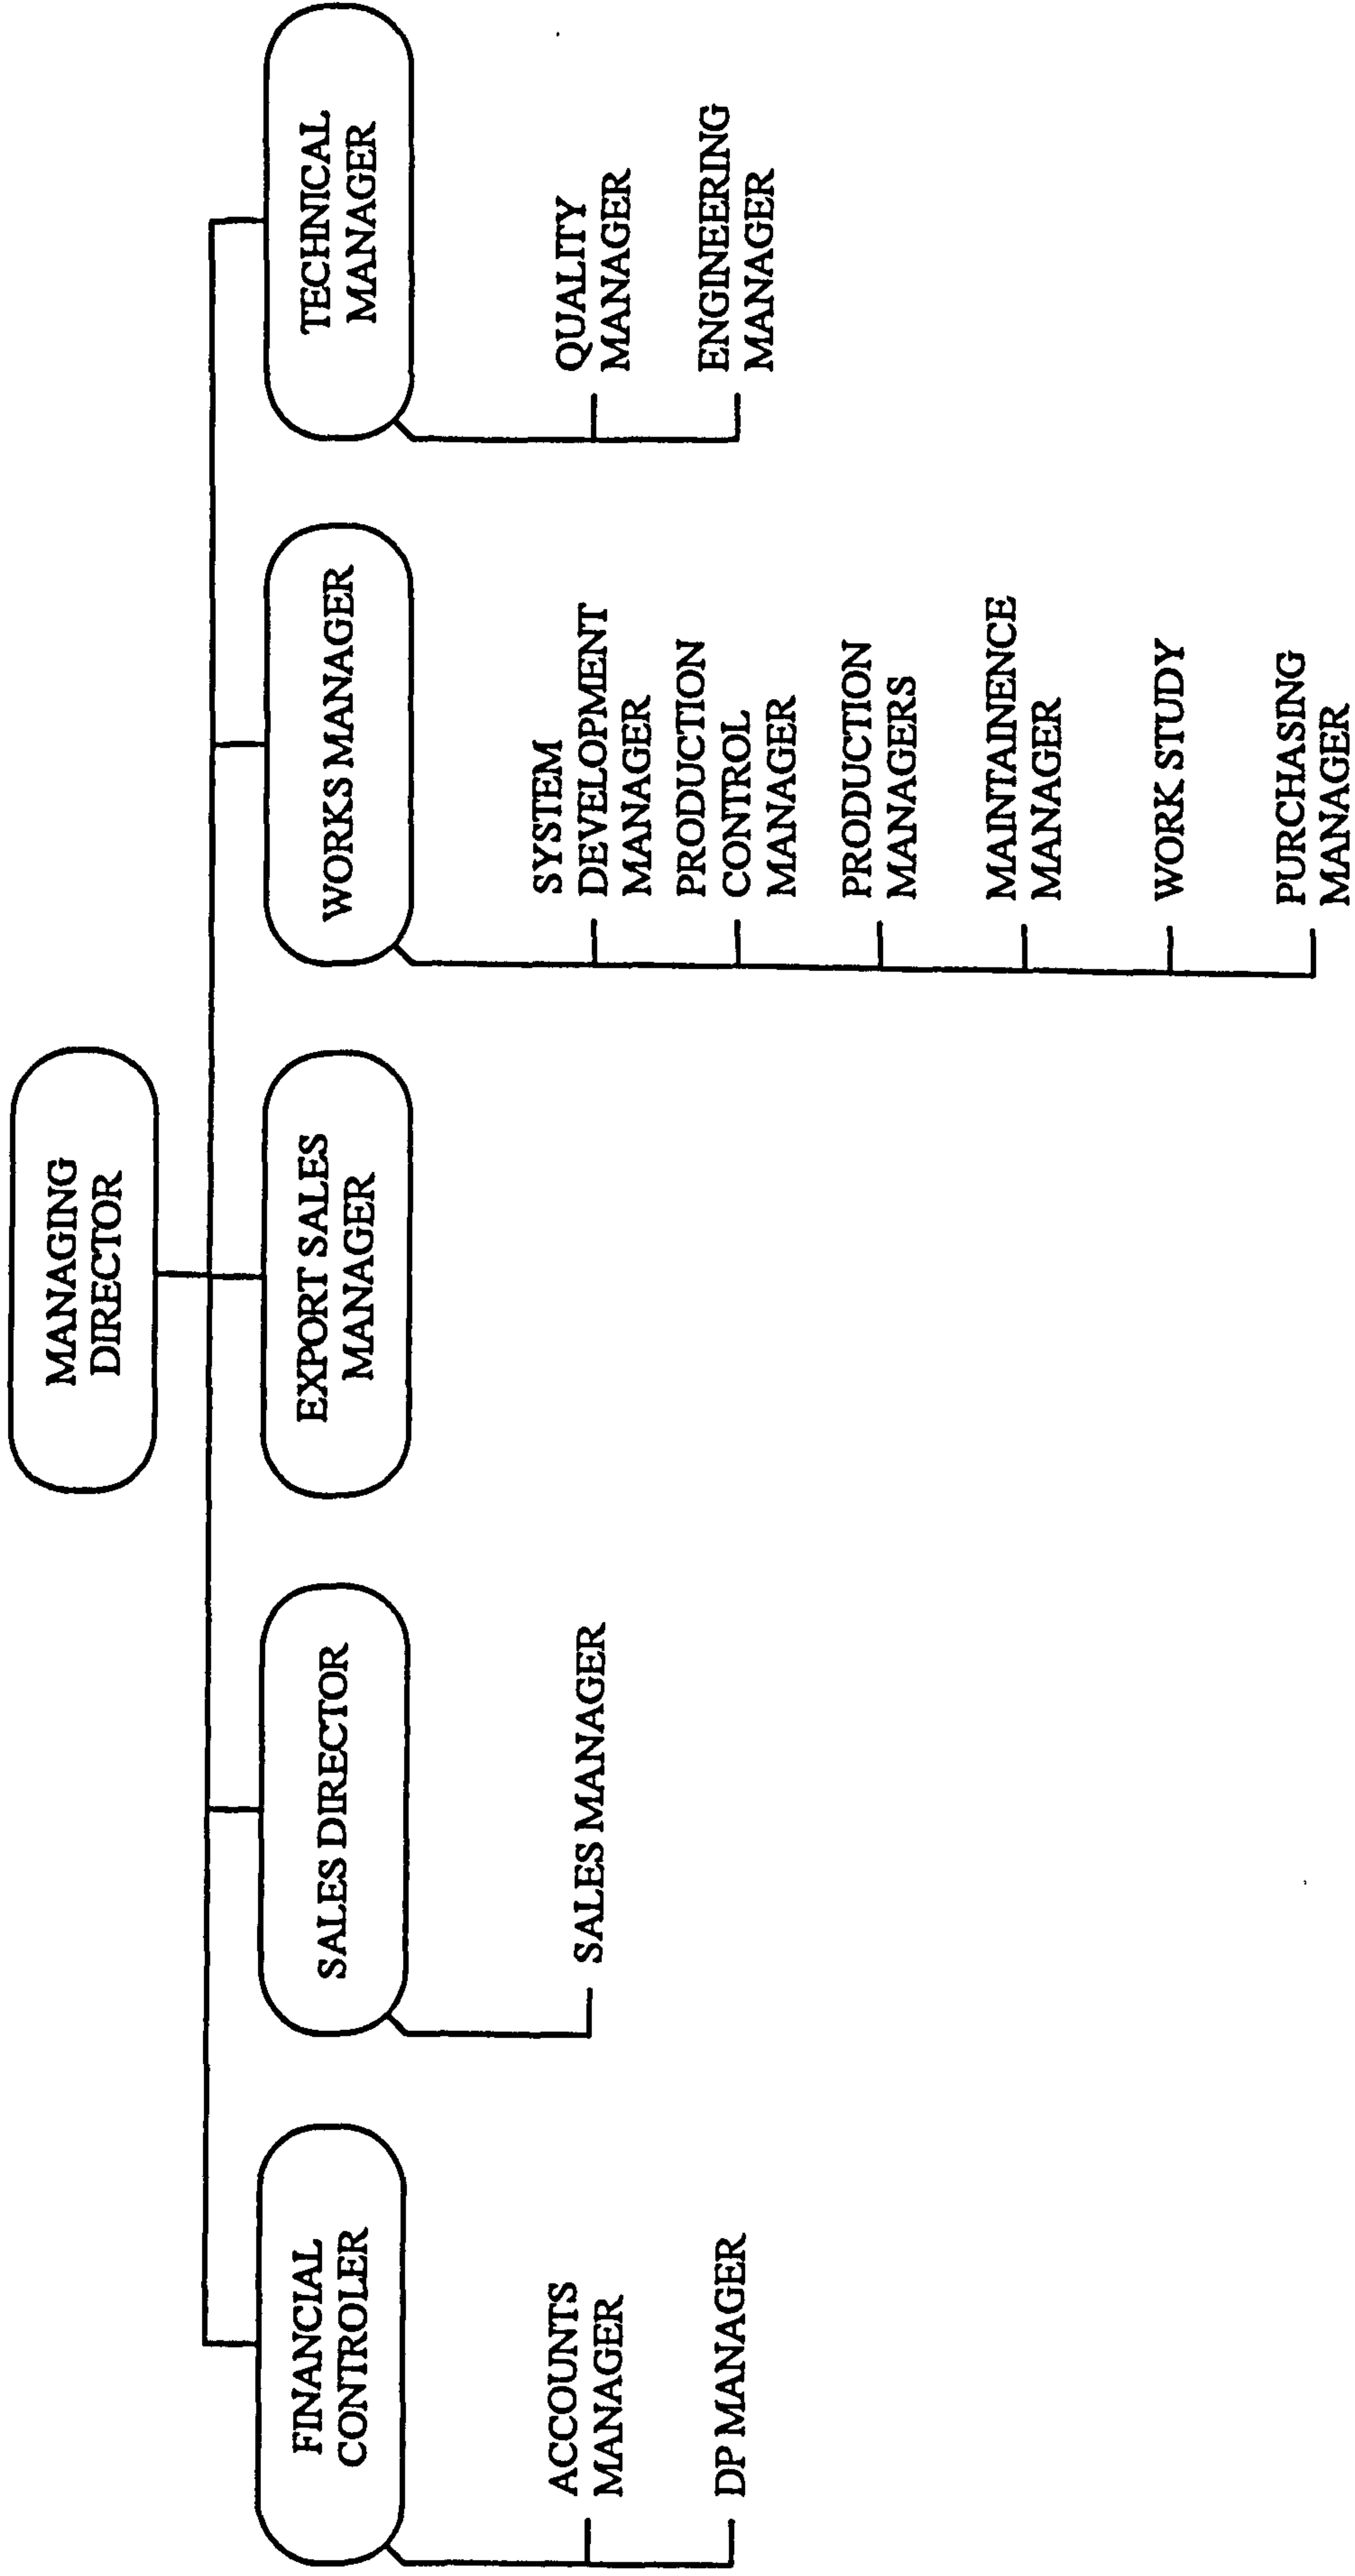 MANAGING
DIRECTOR
FINANCIAL
CONTROLER
SALES DIRECTOR
EXPORT SALES
MANAGER
WORKS MANAGER
TECHNICAL
MANAGER
ACCOUNTS
MANAGER
DP MANAGER
SALES MANAGER
SYSTEM
DEVELOPMENT
MANAGER
PRODUCTION
CONTROL
MANAGER
PRODUCTION
MANAGERS
MAINTAINENCE
MANAGER
WORK STUDY
PURCHASING
MANAGER
QUALITY
MANAGER
ENGINEERING
MANAGER